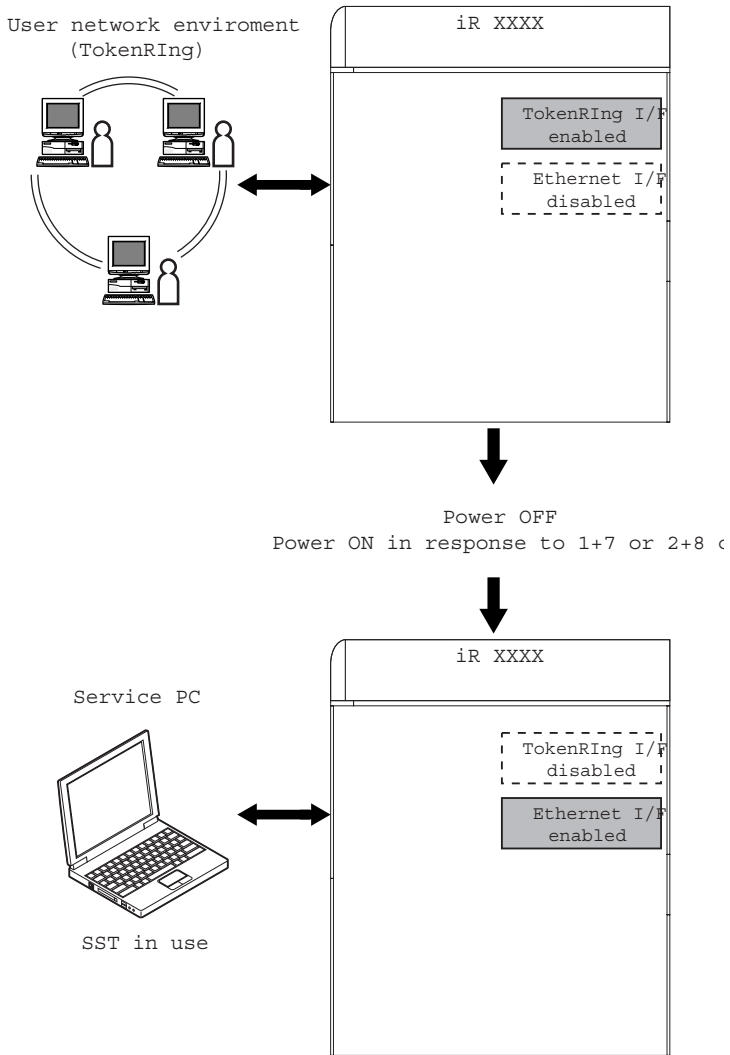 User network enviroment
(TokenRIng)
iR XXXX
TokenRIng I/F
enabled
Ethernet I/F
disabled
Power OFF
Power ON in response to 1+7 or 2+8
iR XXXX
Service PC
TokenRIng I/F
disabled
Ethernet I/F
enabled
SST in use